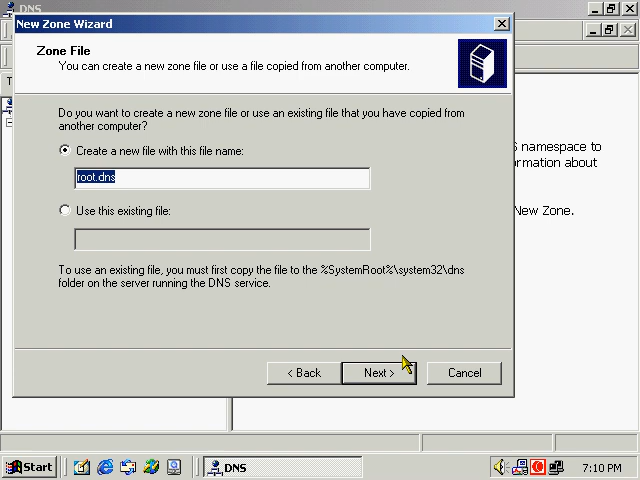 DNS
New Zone Wizard
Zone File
You can create a new zone file or use a file copied from another computer.
Do you want to create a new zone file or use an existing file that you have copied from
another computer?
Create a new file with this file name:
root.dns
Use this existing file:
To use an existing file, you must first copy the file to the %SystemRoot%\system32\dns
folder on the server running the DNS service.
< Back
Next >
Cancel
S namespace to
ormation about
New Zone.
Start
DNS
7:10 PM